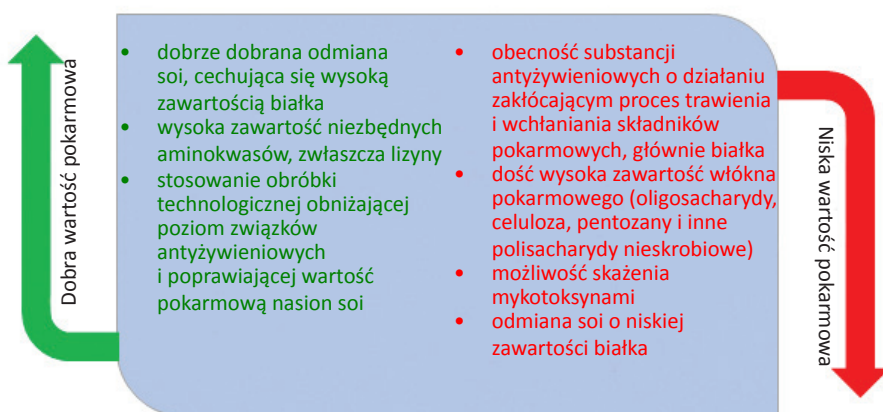 Dobra wartość pokarmowa
• dobrze dobrana odmiana
soi, cechująca się wysoką
zawartością białka
• wysoka zawartość niezbędnych
aminokwasów, zwłaszcza lizyny
• stosowanie obróbki
technologicznej obniżającej
poziom związków
antyżywieniowych
i poprawiającej wartość
pokarmową nasion soi
• obecność substancji
antyżywieniowych o działaniu
zakłócającym proces trawienia
i wchłaniania składników
pokarmowych, głównie białka
• dość wysoka zawartość włókna
pokarmowego (oligosacharydy,
celuloza, pentozany i inne
polisacharydy nieskrobiowe)
• możliwość skażenia
mykotoksynami
• odmiana soi o niskiej
zawartości białka
Niska wartość pokarmowa